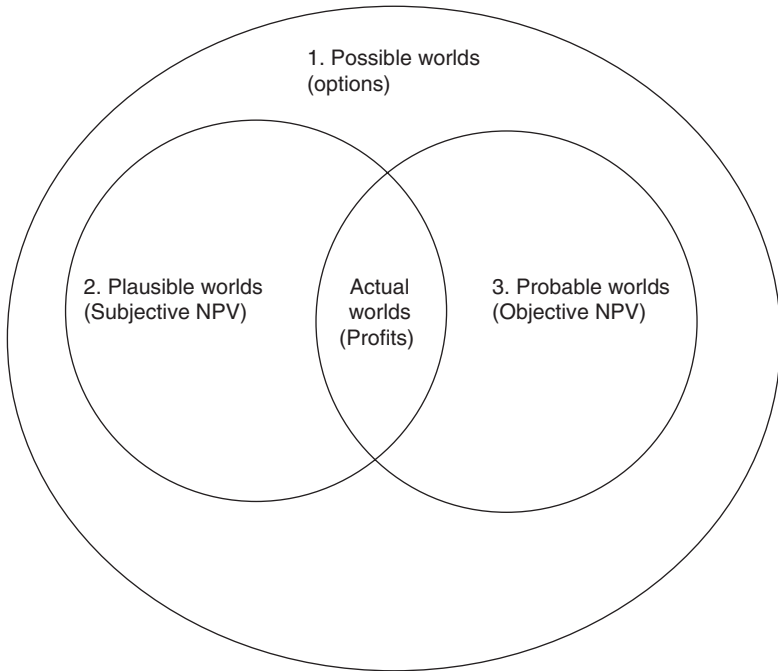 1. Possible worlds
(options)
2. Plausible worlds
(Subjective NPV)
Actual
worlds
(Profits)
3. Probable worlds
(Objective NPV)